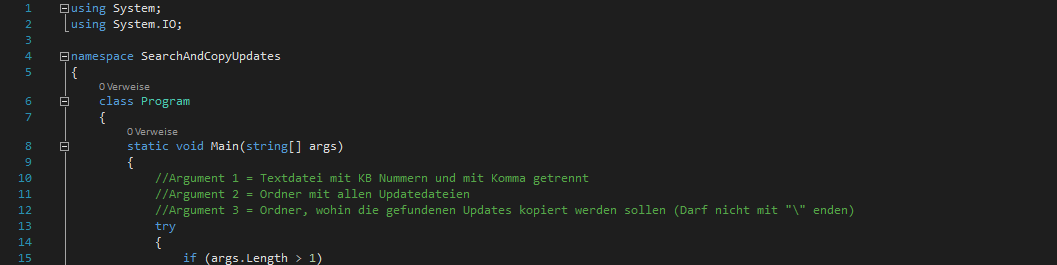 1 using System;
2 using System.IO;
3
4 namespace SearchAndCopyUpdates
5 {
0 Verweise
6 class Program
7 {
0 Verweise
8 static void Main(string[] args)
9 {
10 //Argument 1 = Textdatei mit KB Nummern und mit Komma getrennt
11 //Argument 2 = Ordner mit allen Updatedateien
12 //Argument 3 = Ordner, wohin die gefundenen Updates kopiert werden sollen (Darf nicht mit "\" enden)
13 try
14 {
15 if (args.Length > 1)